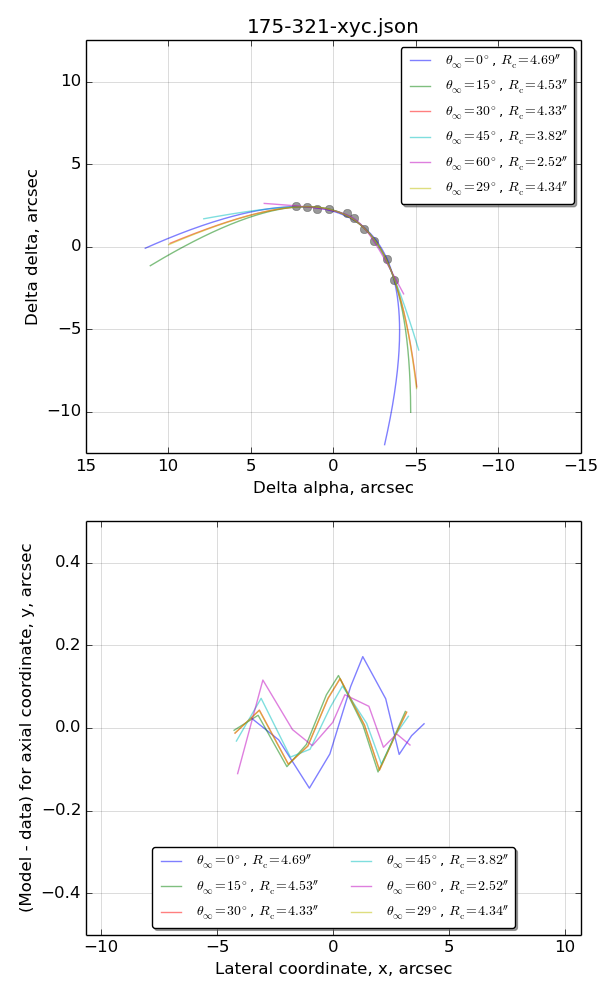 175-321-xyc.json
θ∞=0°, Rc=4.69″
θ∞=15°, Rc=4.53″
θ∞=30°, Rc=4.33″
θ∞=45°, Rc=3.82″
θ∞=60°, Rc=2.52″
θ∞=29°, Rc=4.34″
10
5
0
−5
−10
Delta delta, arcsec
15 10 5 0 −5 −10 −15
Delta alpha, arcsec
0.4
0.2
0.0
−0.2
−0.4
(Model - data) for axial coordinate, y, arcsec
θ∞=0°, Rc=4.69″ θ∞=45°, Rc=3.82″
θ∞=15°, Rc=4.53″ θ∞=60°, Rc=2.52″
θ∞=30°, Rc=4.33″ θ∞=29°, Rc=4.34″
−10 −5 0 5 10
Lateral coordinate, x, arcsec